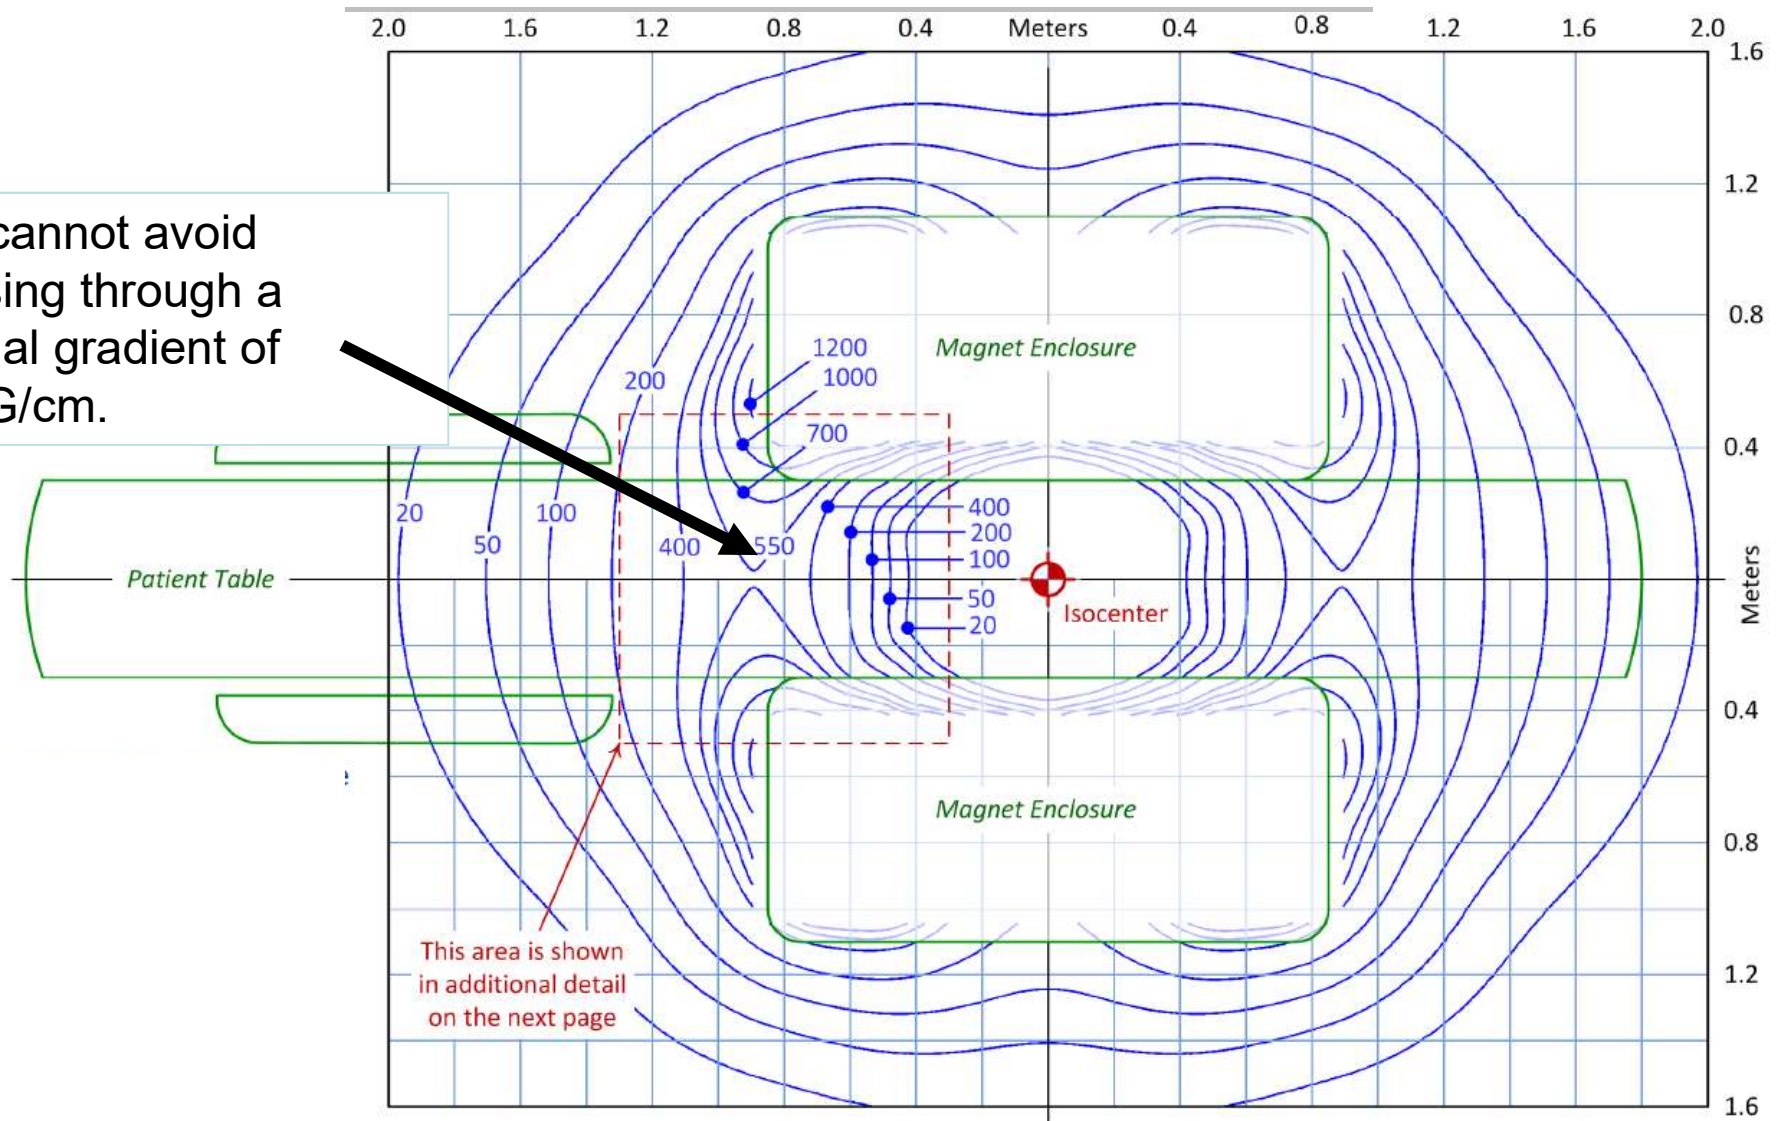 2.0 1.6 1.2 0.8 0.4 Meters 0.4 0.8 1.2 1.6 2.0
1.6
1.2
0.8
0.4
Meters
0.4
0.8
1.2
1.6
cannot avoid
sing through a
al gradient of
G/cm.
1200
1000
700
200
Magnet Enclosure
20
50
100
400
550
400
200
100
50
20
Patient Table
Isocenter
Magnet Enclosure
This area is shown
in additional detail
on the next page